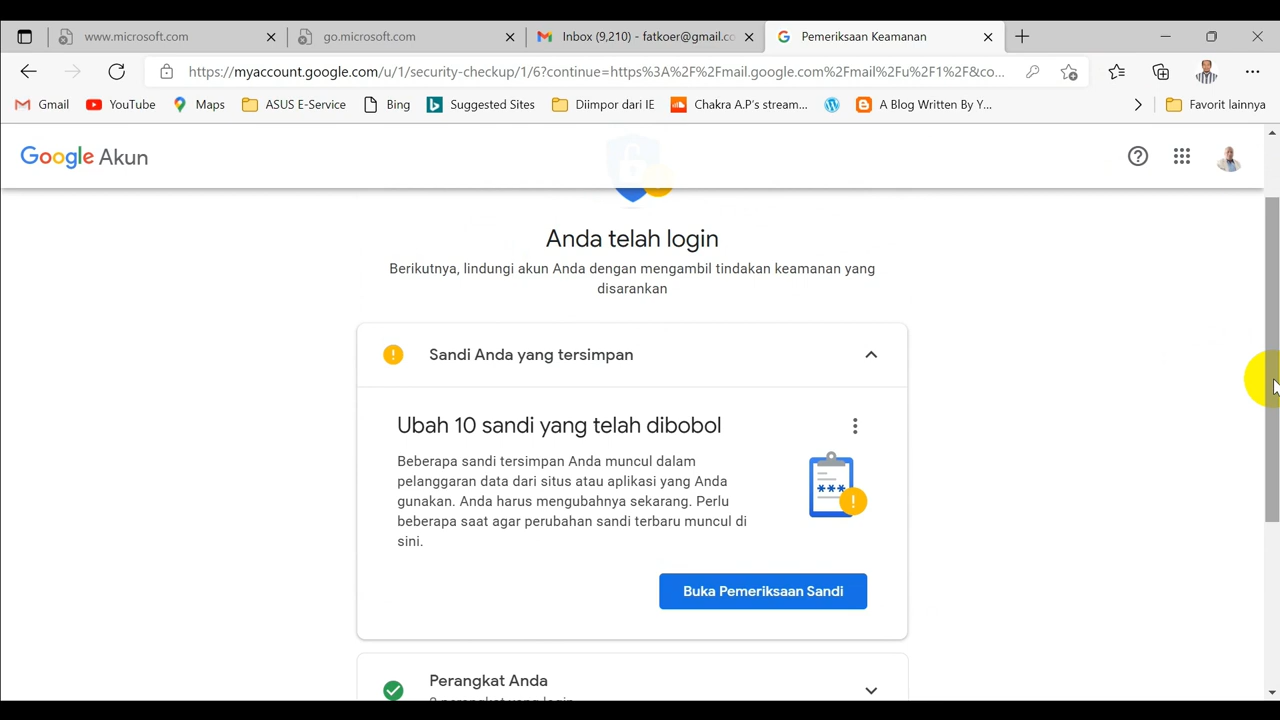 www.microsoft.com
go.microsoft.com
Inbox (9,210) - fatkoer@gmail.co
Pemeriksaan Keamanan
https://myaccount.google.com/u/1/security-checkup/1/6?continue=https%3A%2F%2Fmail.google.com%2Fmail%2Fu%2F1%2F&co...
Gmail
YouTube
Maps
ASUS E-Service
Bing
Suggested Sites
Diimpor dari IE
Chakra A.P's stream...
A Blog Written By Y...
Favorit lainnya
Google Akun
Anda telah login
Berikutnya, lindungi akun Anda dengan mengambil tindakan keamanan yang
disarankan
Sandi Anda yang tersimpan
Ubah 10 sandi yang telah dibobol
Beberapa sandi tersimpan Anda muncul dalam
pelanggaran data dari situs atau aplikasi yang Anda
gunakan. Anda harus mengubahnya sekarang. Perlu
beberapa saat agar perubahan sandi terbaru muncul di
sini.
***
Buka Pemeriksaan Sandi
Perangkat Anda
perangkat yang login